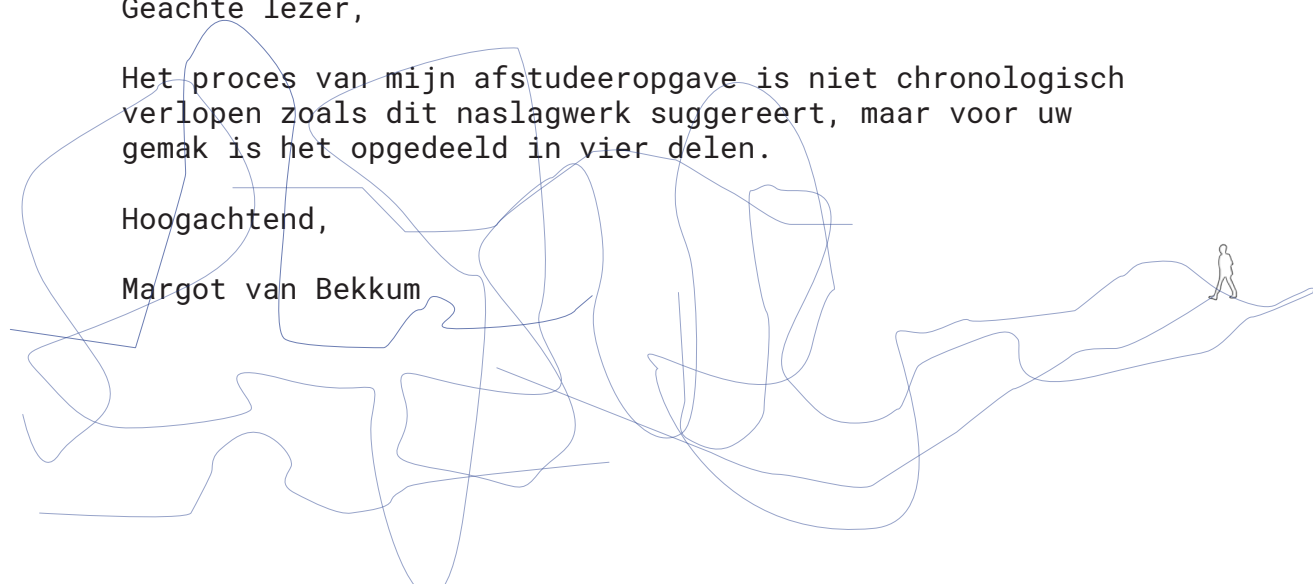 Geachte lezer,
Het proces van mijn afstudeeropgave is niet chronologisch
verlopen zoals dit naslagwerk suggereert, maar voor uw
gemak is het opgedeeld in vier delen.
Hoogachtend,
Margot van Bekkum